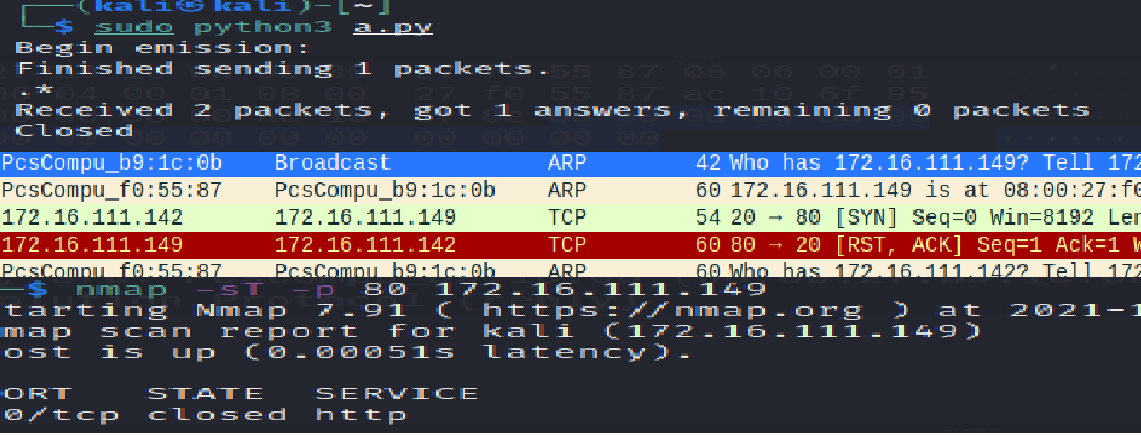 (kali㉿kali)-[~]
$ sudo python3 a.py
Begin emission:
Finished sending 1 packets.
.*
Received 2 packets, got 1 answers, remaining 0 packets
Closed
PcsCompu_b9:1c:0b Broadcast ARP 42 Who has 172.16.111.149? Tell 172
PcsCompu_f0:55:87 PcsCompu_b9:1c:0b ARP 60 172.16.111.149 is at 08:00:27:f0
172.16.111.142 172.16.111.149 TCP 54 20 → 80 [SYN] Seq=0 Win=8192 Len
172.16.111.149 172.16.111.142 TCP 60 80 → 20 [RST, ACK] Seq=1 Ack=1 W
PcsCompu_f0:55:87 PcsCompu_b9:1c:0b ARP 60 Who has 172.16.111.142? Tell 172
$ nmap -sT -p 80 172.16.111.149
tarting Nmap 7.91 ( https://nmap.org ) at 2021-1
map scan report for kali (172.16.111.149)
ost is up (0.00051s latency).
ORT STATE SERVICE
0/tcp closed http